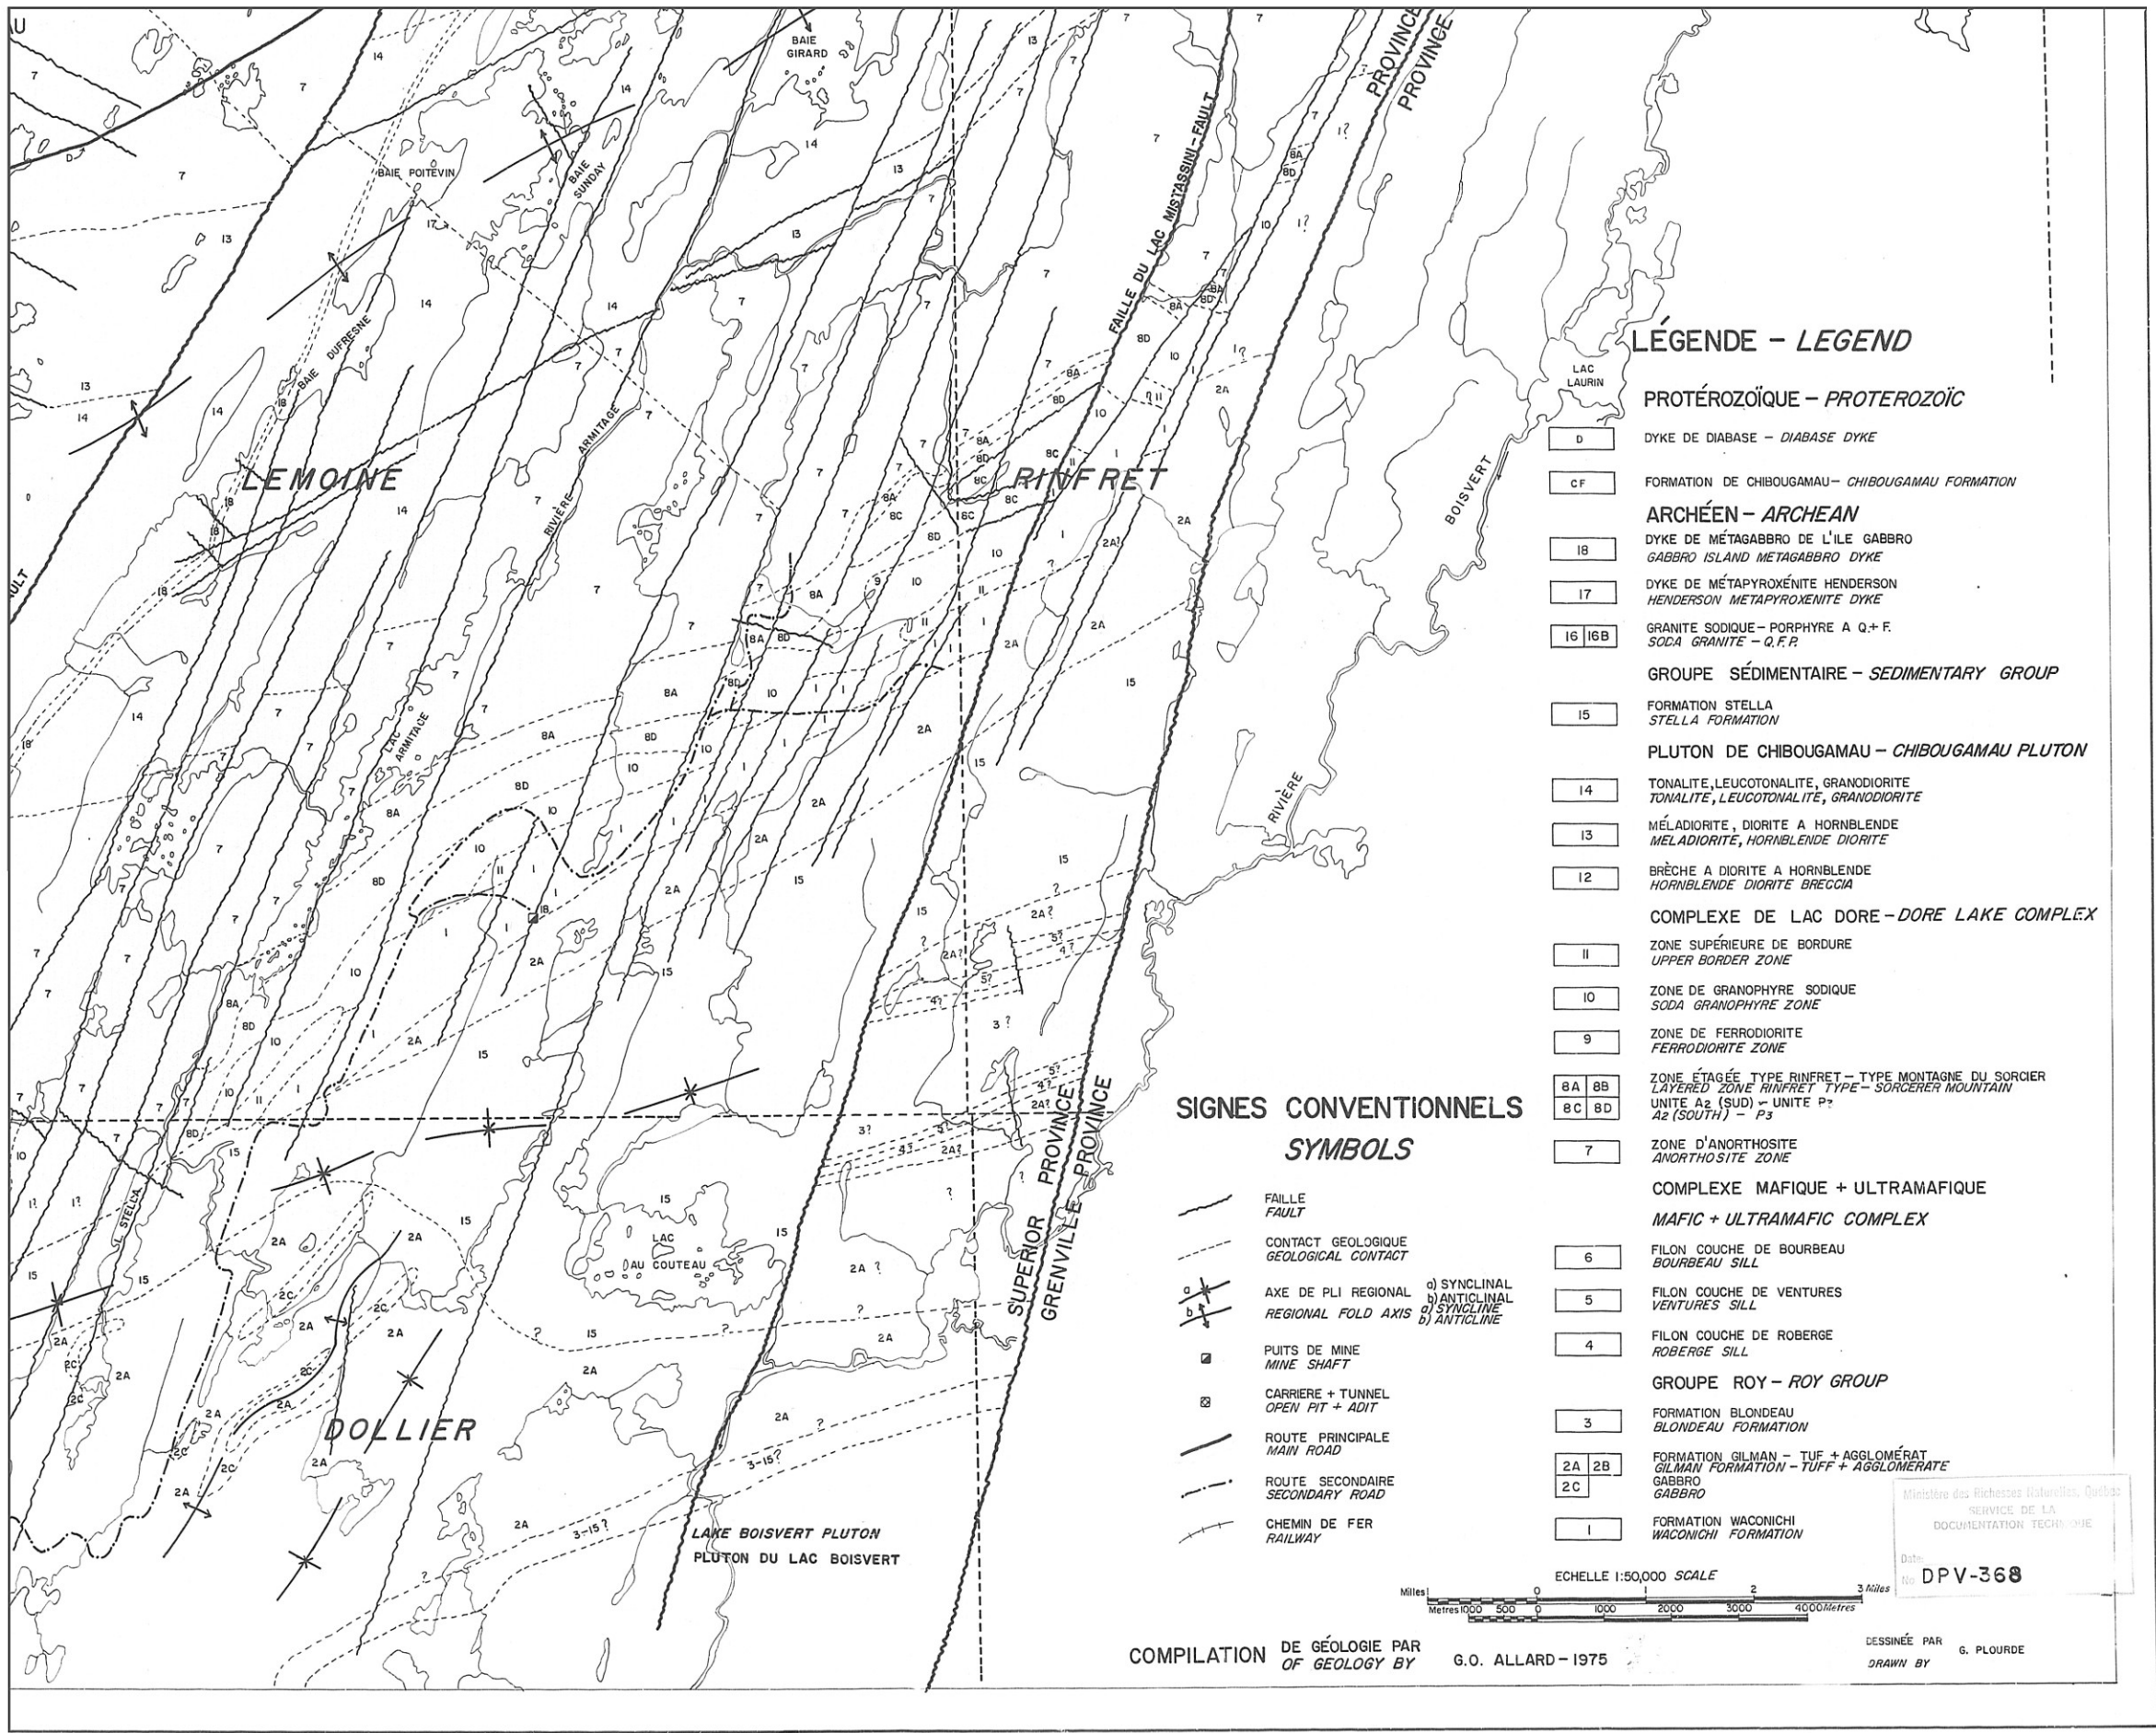 BAIE
GIRARD
PROVINCE
PROVINCE
BAIE POITEVIN
BAIE
SUNDAY
FAILLE DU LAC MISTASSINI-FAULT
BAIE DUFRESNE
RIVIÈRE ARMITAGE
LEMOINE
RINFRET
LAC
LAURIN
BOISVERT
RIVIÈRE
LAC
ARMITAGE
L. STELLA
LAC
AU COUTEAU
DOLLIER
SUPERIOR PROVINCE
GRENVILLE PROVINCE
LAKE BOISVERT PLUTON
PLUTON DU LAC BOISVERT
LÉGENDE - LEGEND
PROTÉROZOÏQUE - PROTEROZOÏC
D DYKE DE DIABASE - DIABASE DYKE
CF FORMATION DE CHIBOUGAMAU- CHIBOUGAMAU FORMATION
ARCHÉEN - ARCHEAN
18 DYKE DE MÉTAGABBRO DE L'ILE GABBRO
GABBRO ISLAND METAGABBRO DYKE
17 DYKE DE MÉTAPYROXÉNITE HENDERSON
HENDERSON METAPYROXENITE DYKE
16 16B GRANITE SODIQUE- PORPHYRE A Q.+ F.
SODA GRANITE - Q.F.P.
GROUPE SÉDIMENTAIRE - SEDIMENTARY GROUP
15 FORMATION STELLA
STELLA FORMATION
PLUTON DE CHIBOUGAMAU - CHIBOUGAMAU PLUTON
14 TONALITE, LEUCOTONALITE, GRANODIORITE
TONALITE, LEUCOTONALITE, GRANODIORITE
13 MÉLADIORITE, DIORITE A HORNBLENDE
MELADIORITE, HORNBLENDE DIORITE
12 BRÈCHE A DIORITE A HORNBLENDE
HORNBLENDE DIORITE BRECCIA
COMPLEXE DE LAC DORE - DORE LAKE COMPLEX
11 ZONE SUPÉRIEURE DE BORDURE
UPPER BORDER ZONE
10 ZONE DE GRANOPHYRE SODIQUE
SODA GRANOPHYRE ZONE
9 ZONE DE FERRODIORITE
FERRODIORITE ZONE
8A 8B ZONE ÉTAGÉE TYPE RINFRET - TYPE MONTAGNE DU SORCIER
LAYERED ZONE RINFRET TYPE - SORCERER MOUNTAIN
8C 8D UNITE A2 (SUD) - UNITE P?
A2 (SOUTH) - P3
7 ZONE D'ANORTHOSITE
ANORTHOSITE ZONE
COMPLEXE MAFIQUE + ULTRAMAFIQUE
MAFIC + ULTRAMAFIC COMPLEX
6 FILON COUCHE DE BOURBEAU
BOURBEAU SILL
5 FILON COUCHE DE VENTURES
VENTURES SILL
4 FILON COUCHE DE ROBERGE
ROBERGE SILL
GROUPE ROY - ROY GROUP
3 FORMATION BLONDEAU
BLONDEAU FORMATION
2A 2B FORMATION GILMAN - TUF + AGGLOMÉRAT
GILMAN FORMATION - TUFF + AGGLOMERATE
2C GABBRO
GABBRO
1 FORMATION WACONICHI
WACONICHI FORMATION
SIGNES CONVENTIONNELS
SYMBOLS
FAILLE
FAULT
CONTACT GEOLOGIQUE
GEOLOGICAL CONTACT
a
b
AXE DE PLI REGIONAL a) SYNCLINAL
b) ANTICLINAL
REGIONAL FOLD AXIS a) SYNCLINE
b) ANTICLINE
PUITS DE MINE
MINE SHAFT
CARRIERE + TUNNEL
OPEN PIT + ADIT
ROUTE PRINCIPALE
MAIN ROAD
ROUTE SECONDAIRE
SECONDARY ROAD
CHEMIN DE FER
RAILWAY
Ministère des Richesses Naturelles, Québec
SERVICE DE LA
DOCUMENTATION TECHNIQUE
Date:
No DPV-368
ECHELLE 1:50,000 SCALE
Milles 1 0 2 3 Miles
Metres 1000 500 0 1000 2000 3000 4000 Metres
COMPILATION DE GÉOLOGIE PAR
OF GEOLOGY BY G.O. ALLARD - 1975
DESSINÉE PAR
DRAWN BY G. PLOURDE